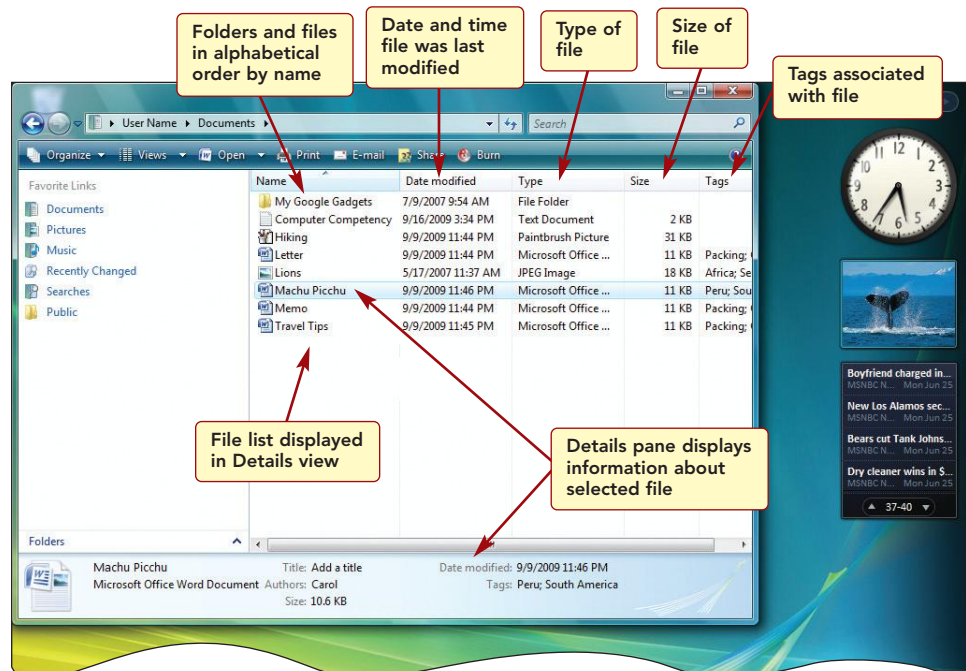 Folders and files
in alphabetical
order by name
Date and time
file was last
modified
Type of
file
Size of
file
Tags associated
with file
User Name Documents
Search
Organize Views Open Print E-mail Share Burn
Favorite Links
Documents
Pictures
Music
Recently Changed
Searches
Public
Name Date modified Type Size Tags
My Google Gadgets 7/9/2007 9:54 AM File Folder
Computer Competency 9/16/2009 3:34 PM Text Document 2 KB
Hiking 9/9/2009 11:44 PM Paintbrush Picture 31 KB
Letter 9/9/2009 11:44 PM Microsoft Office ... 11 KB Packing;
Lions 5/17/2007 11:37 AM JPEG Image 18 KB Africa; Se
Machu Picchu 9/9/2009 11:46 PM Microsoft Office ... 11 KB Peru; Sou
Memo 9/9/2009 11:44 PM Microsoft Office ... 11 KB Packing;
Travel Tips 9/9/2009 11:45 PM Microsoft Office ... 11 KB Packing;
File list displayed
in Details view
Details pane displays
information about
selected file
Folders
Machu Picchu
Microsoft Office Word Document
Title: Add a title
Authors: Carol
Size: 10.6 KB
Date modified: 9/9/2009 11:46 PM
Tags: Peru; South America
11 12 1
2
9 3
8 4
7 6 5
Boyfriend charged in...
MSNBC N... Mon Jun 25
New Los Alamos sec...
MSNBC N... Mon Jun 25
Bears cut Tank Johns...
MSNBC N... Mon Jun 25
Dry cleaner wins in $...
MSNBC N... Mon Jun 25
37-40